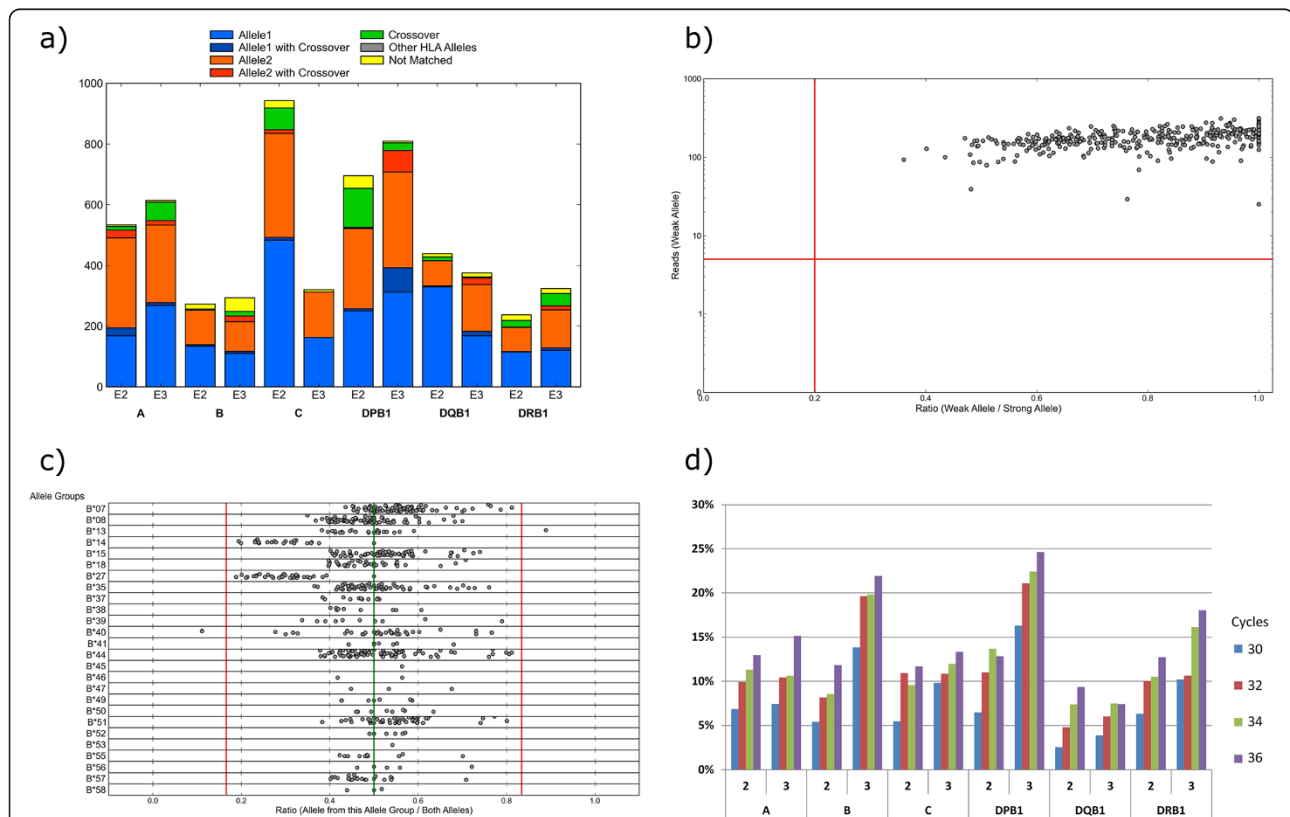 a)
Allele1
Allele1 with Crossover
Allele2
Allele2 with Crossover
Crossover
Other HLA Alleles
Not Matched
1000
800
600
400
200
0
E2 E3 E2 E3 E2 E3 E2 E3 E2 E3 E2 E3
A B C DPB1 DQB1 DRB1
b)
Reads (Weak Allele)
1000
100
10
1
0
0.0 0.2 0.4 0.6 0.8 1.0
Ratio (Weak Allele / Strong Allele)
c)
Allele Groups
B*07
B*08
B*13
B*14
B*15
B*18
B*27
B*35
B*37
B*38
B*39
B*40
B*41
B*44
B*45
B*46
B*47
B*49
B*50
B*51
B*52
B*53
B*55
B*56
B*57
B*58
0.0 0.2 0.4 0.6 0.8 1.0
Ratio (Allele from this Allele Group / Both Alleles)
d)
30%
25%
20%
15%
10%
5%
0%
2 3 2 3 2 3 2 3 2 3 2 3
A B C DPB1 DQB1 DRB1
Cycles
30
32
34
36